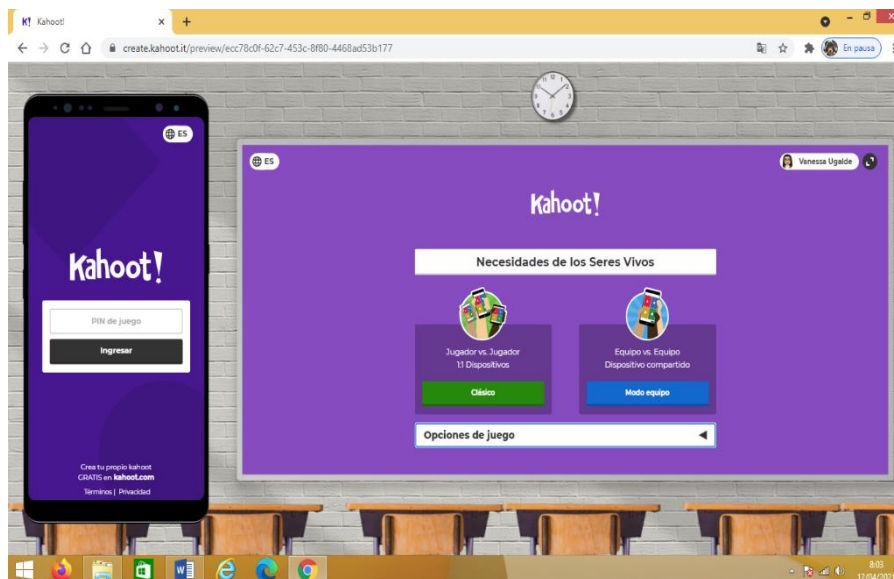 K! Kahoot!
create.kahoot.it/preview/ecc78c0f-62c7-453c-8f80-4468ad53b177
En pausa
ES
Kahoot!
PIN de juego
Ingresar
Crea tu propio kahoot
GRATIS en kahoot.com
Términos | Privacidad
ES
Vanessa Ugalde
Kahoot!
Necesidades de los Seres Vivos
Jugador vs. Jugador
1:1 Dispositivos
Clásico
Equipo vs. Equipo
Dispositivo compartido
Modo equipo
Opciones de juego
8:03